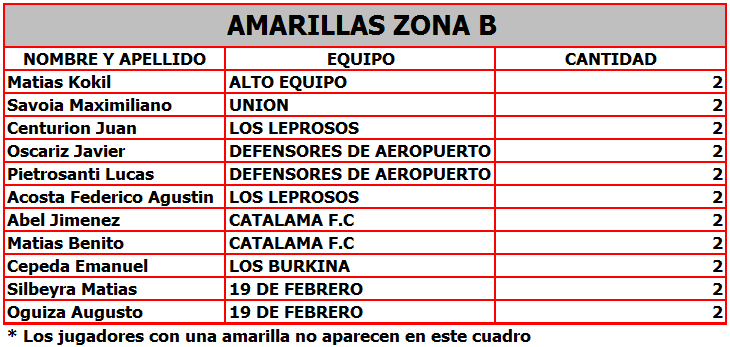 AMARILLAS ZONA B
NOMBRE Y APELLIDO EQUIPO CANTIDAD
Matias Kokil ALTO EQUIPO 2
Savoia Maximiliano UNION 2
Centurion Juan LOS LEPROSOS 2
Oscariz Javier DEFENSORES DE AEROPUERTO 2
Pietrosanti Lucas DEFENSORES DE AEROPUERTO 2
Acosta Federico Agustin LOS LEPROSOS 2
Abel Jimenez CATALAMA F.C 2
Matias Benito CATALAMA F.C 2
Cepeda Emanuel LOS BURKINA 2
Silbeyra Matias 19 DE FEBRERO 2
Oguiza Augusto 19 DE FEBRERO 2
* Los jugadores con una amarilla no aparecen en este cuadro